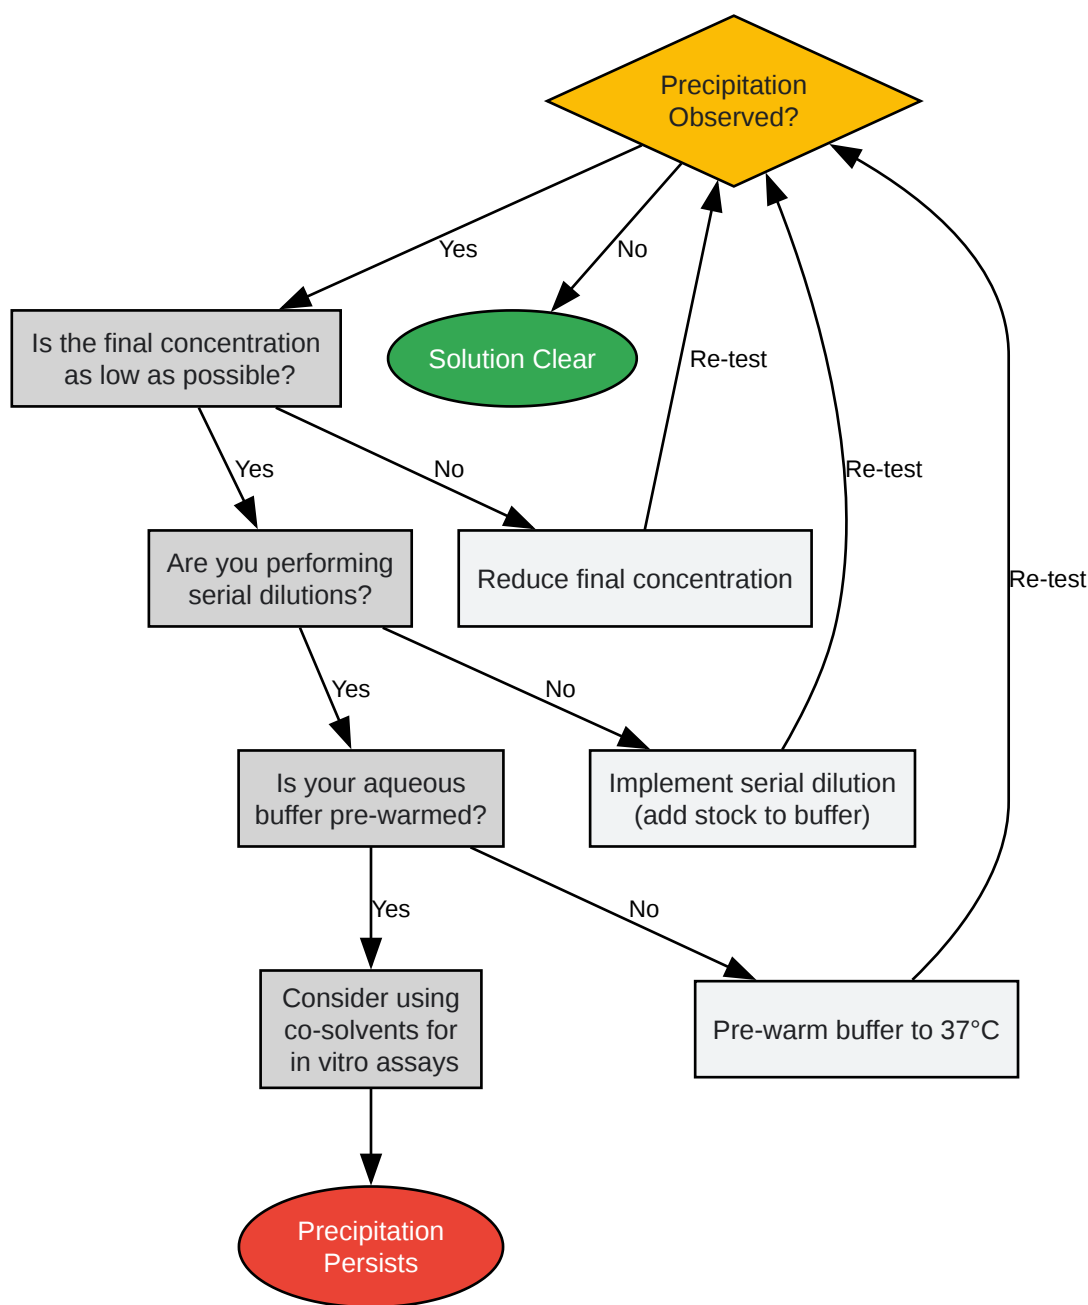 Precipitation
Observed?
Yes
No
Is the final concentration
as low as possible?
Solution Clear
Re-test
Yes
No
Re-test
Are you performing
serial dilutions?
Reduce final concentration
Re-test
Yes
No
Is your aqueous
buffer pre-warmed?
Implement serial dilution
(add stock to buffer)
Yes
No
Consider using
co-solvents for
in vitro assays
Pre-warm buffer to 37°C
Precipitation
Persists